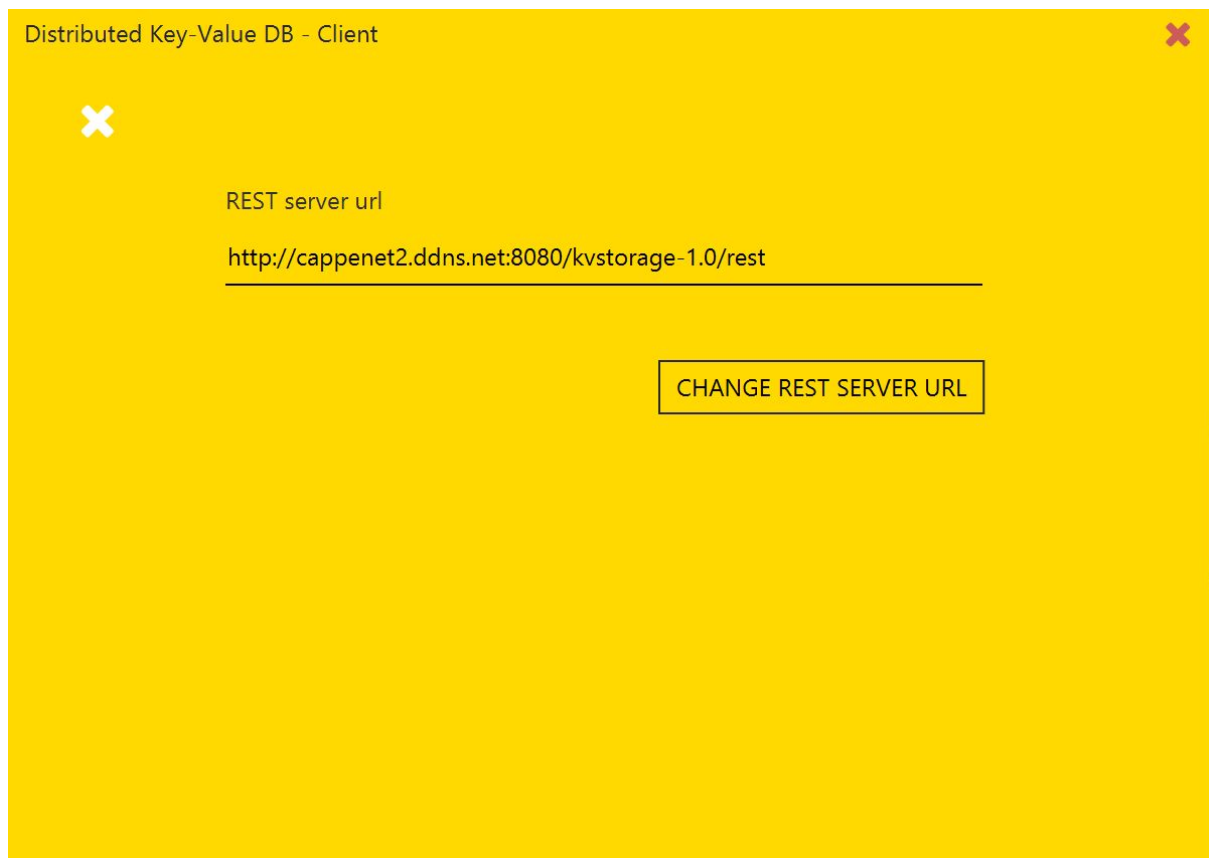 Distributed Key-Value DB - Client
REST server url
http://cappenet2.ddns.net:8080/kvstorage-1.0/rest
CHANGE REST SERVER URL